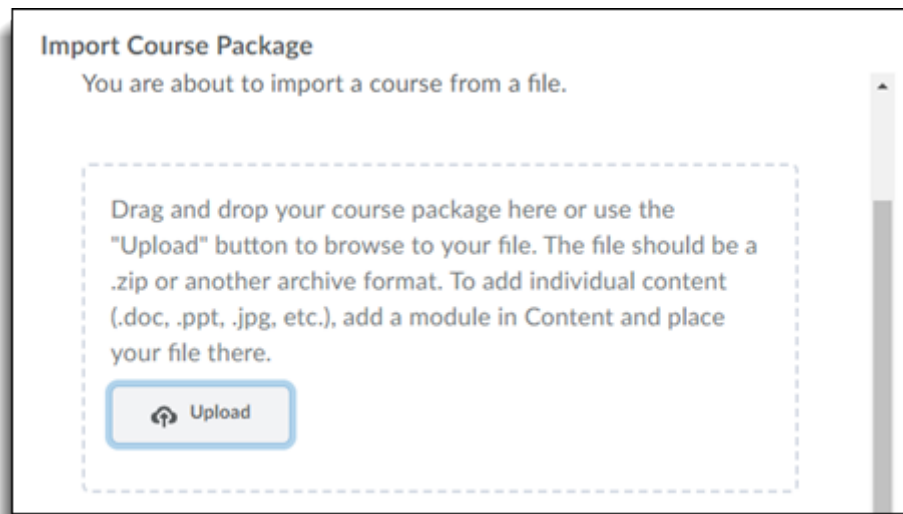 Import Course Package
You are about to import a course from a file.
Drag and drop your course package here or use the
"Upload" button to browse to your file. The file should be a
.zip or another archive format. To add individual content
(.doc, .ppt, .jpg, etc.), add a module in Content and place
your file there.
Upload